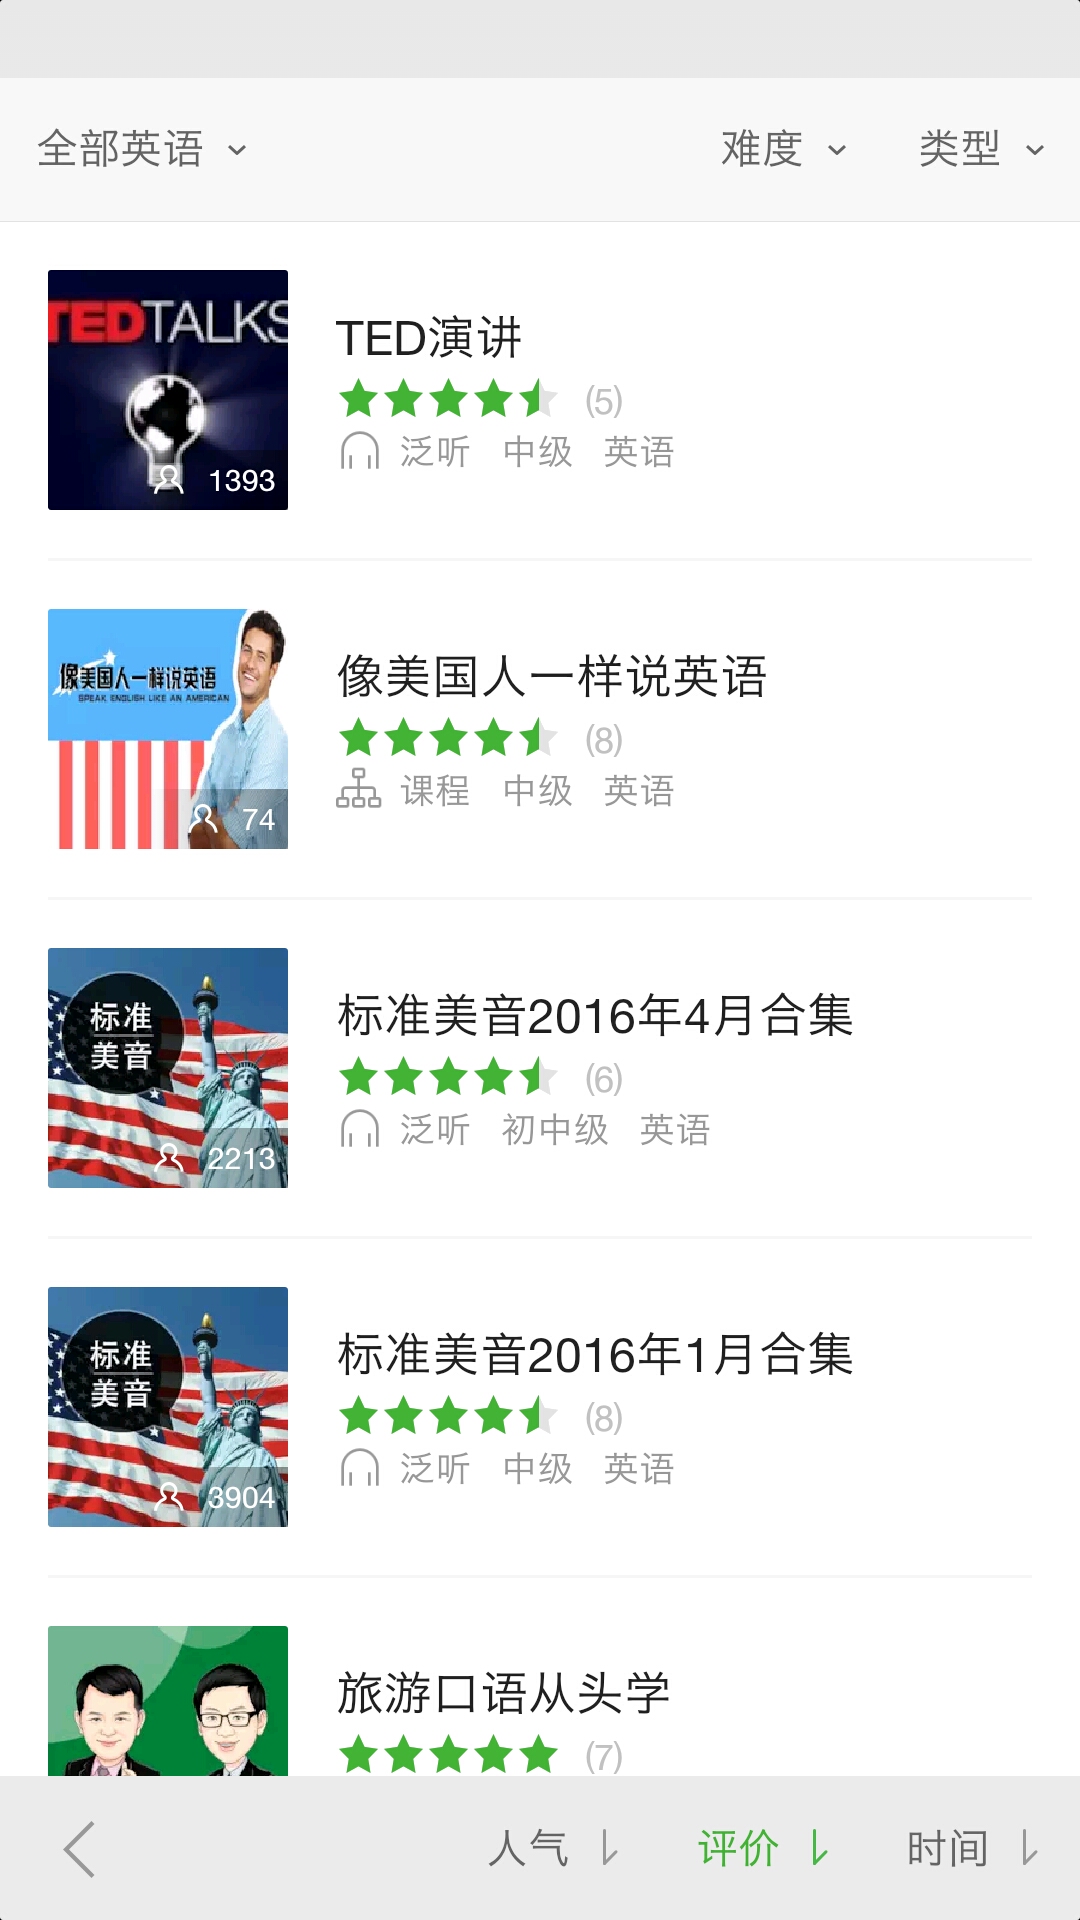 全部英语 难度 类型
TEDTALKS
1393
TED演讲
(5)
泛听 中级 英语
像美国人一样说英语
SPEAK ENGLISH LIKE AN AMERICAN
74
像美国人一样说英语
(8)
课程 中级 英语
标准
美音
2213
标准美音2016年4月合集
(6)
泛听 初中级 英语
标准
美音
3904
标准美音2016年1月合集
(8)
泛听 中级 英语
旅游口语从头学
(7)
人气 评价 时间